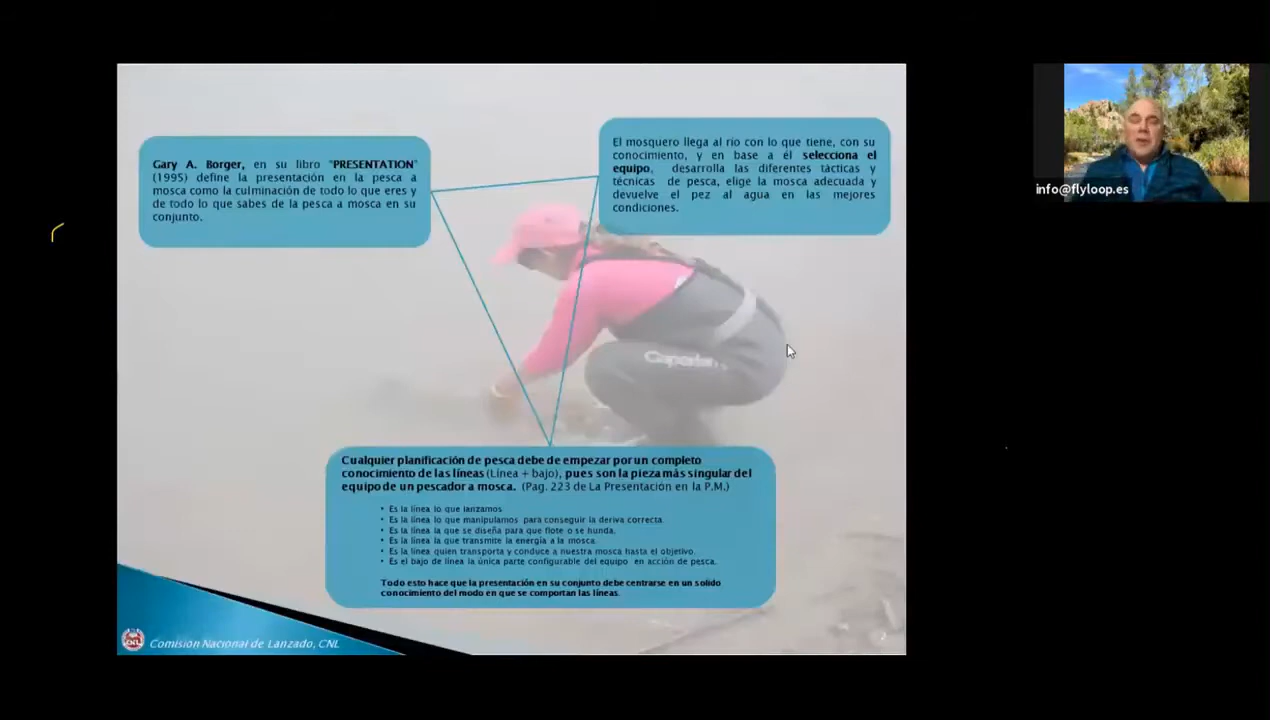 Gary A. Borger, en su libro "PRESENTATION"
(1995) define la presentación en la pesca a
mosca como la culminación de todo lo que eres y
de todo lo que sabes de la pesca a mosca en su
conjunto.
El mosquero llega al río con lo que tiene, con su
conocimiento, y en base a él selecciona el
equipo, desarrolla las diferentes tácticas y
técnicas de pesca, elige la mosca adecuada y
devuelve el pez al agua en las mejores
condiciones.
info@flyloop.es
Caperlan
Cualquier planificación de pesca debe de empezar por un completo
conocimiento de las líneas (Línea + bajo), pues son la pieza más singular del
equipo de un pescador a mosca. (Pag. 223 de La Presentación en la P.M.)
• Es la línea lo que lanzamos
• Es la línea lo que manipulamos para conseguir la deriva correcta.
• Es la línea la que se diseña para que flote o se hunda.
• Es la línea la que transmite la energía a la mosca.
• Es la línea quien transporta y conduce a nuestra mosca hasta el objetivo.
• Es el bajo de línea la única parte configurable del equipo en acción de pesca.
Todo esto hace que la presentación en su conjunto debe centrarse en un solido
conocimiento del modo en que se comportan las líneas.
CNL
Comisión Nacional de Lanzado, CNL
2